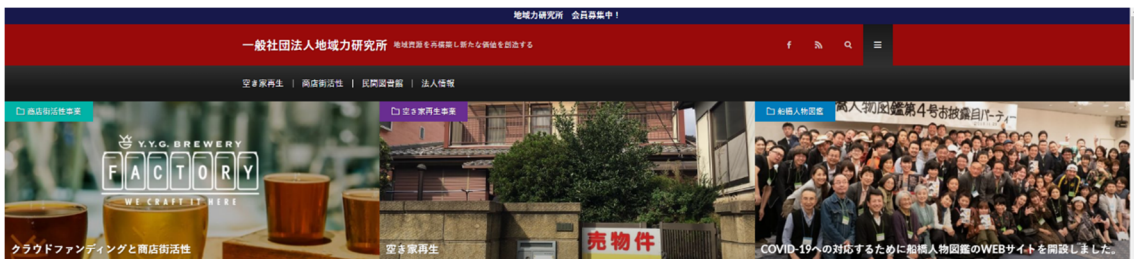 地域力研究所 会員募集中！
一般社団法人地域力研究所 地域資源を再構築し新たな価値を創造する
空き家再生 | 商店街活性 | 民間図書館 | 法人情報
商店街活性事業
Y.Y.G. BREWERY
FACTORY
WE CRAFT IT HERE
クラウドファンディングと商店街活性
空き家再生事業
売物件
空き家再生
船橋人物図鑑
人物図鑑第4号お披露目パーティー
COVID-19への対応するために船橋人物図鑑のWEBサイトを開設しました。